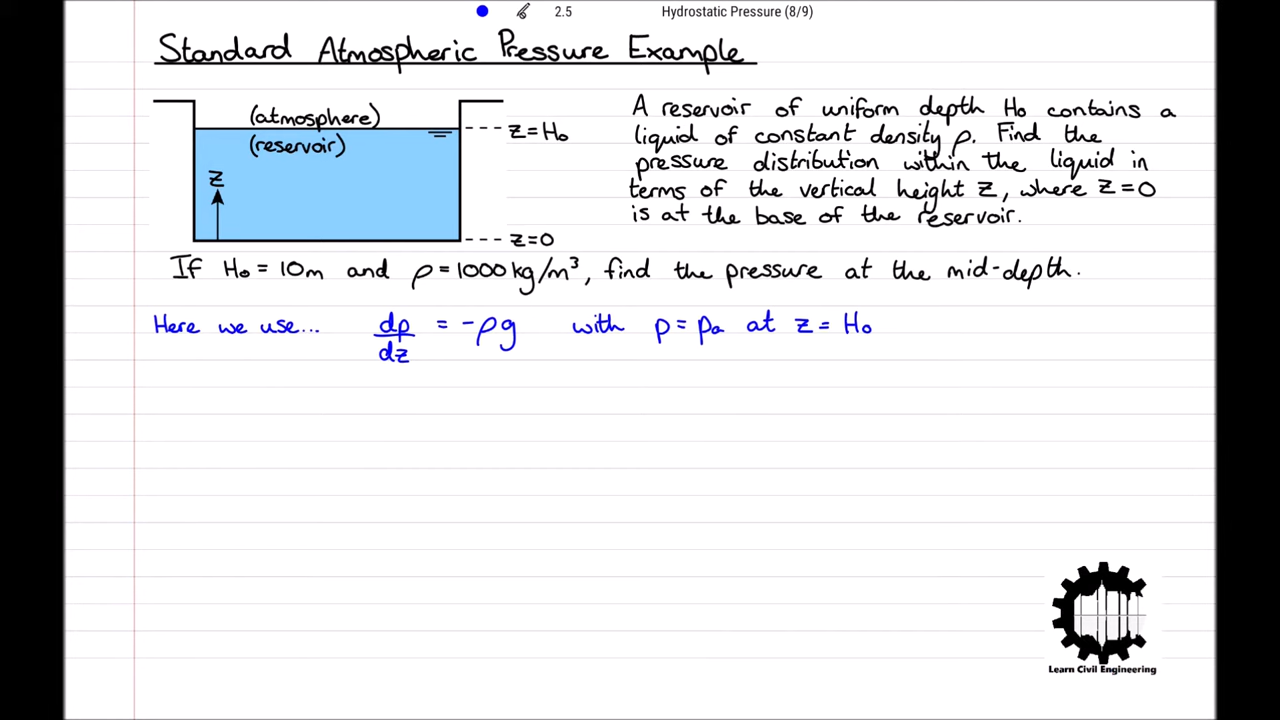 2.5 Hydrostatic Pressure (8/9)
Standard Atmospheric Pressure Example
(atmosphere)
(reservoir)
z
z = H₀
z = 0
A reservoir of uniform depth H₀ contains a
liquid of constant density ρ. Find the
pressure distribution within the liquid in
terms of the vertical height z, where z = 0
is at the base of the reservoir.
If H₀ = 10m and ρ = 1000 kg/m³, find the pressure at the mid-depth.
Here we use... dp/dz = -ρg with p = pₐ at z = H₀
Learn Civil Engineering